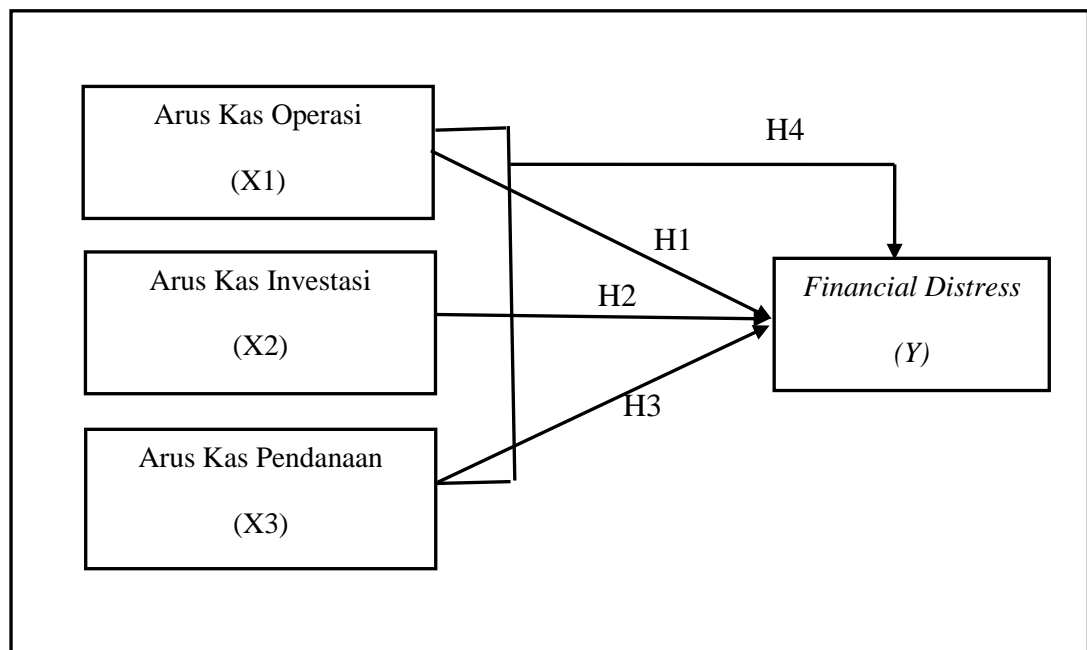 Arus Kas Operasi
(X1)
H4
H1
Arus Kas Investasi
(X2)
H2
Financial Distress
(Y)
H3
Arus Kas Pendanaan
(X3)